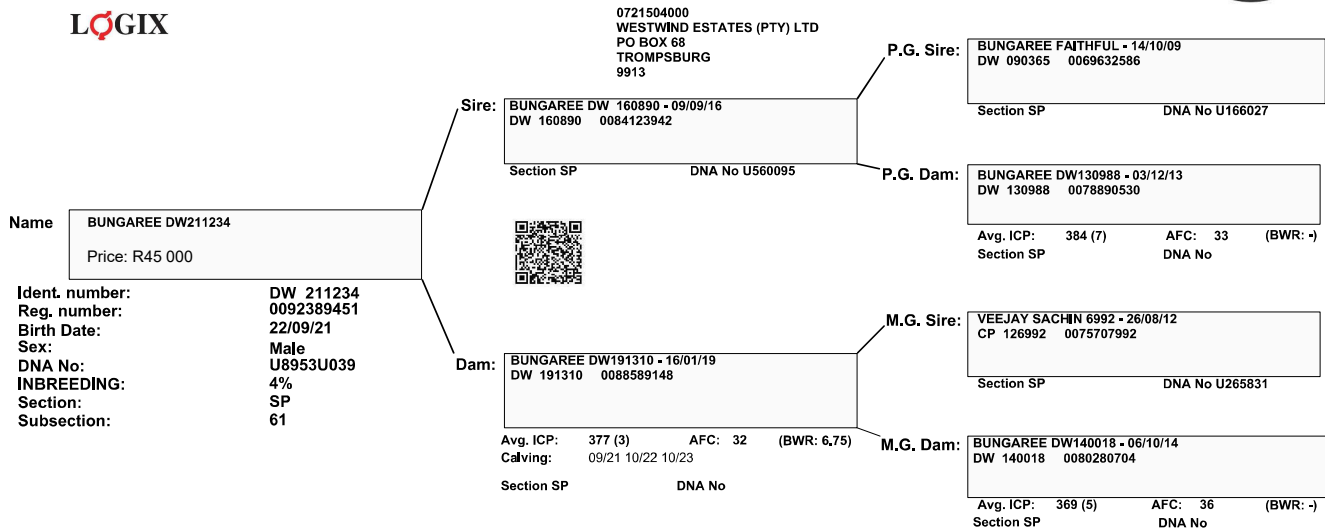 LOGIX
0721504000
WESTWIND ESTATES (PTY) LTD
PO BOX 68
TROMPSBURG
9913
Name
BUNGAREE DW211234
Price: R45 000
Ident. number: DW 211234
Reg. number: 0092389451
Birth Date: 22/09/21
Sex: Male
DNA No: U8953U039
INBREEDING: 4%
Section: SP
Subsection: 61
Sire:
BUNGAREE DW 160890 - 09/09/16
DW 160890 0084123942
Section SP DNA No U560095
Dam:
BUNGAREE DW191310 - 16/01/19
DW 191310 0088589148
Avg. ICP: 377 (3) AFC: 32 (BWR: 6.75)
Calving: 09/21 10/22 10/23
Section SP DNA No
P.G. Sire:
BUNGAREE FAITHFUL - 14/10/09
DW 090365 0069632586
Section SP DNA No U166027
P.G. Dam:
BUNGAREE DW130988 - 03/12/13
DW 130988 0078890530
Avg. ICP: 384 (7) AFC: 33 (BWR: -)
Section SP DNA No
M.G. Sire:
VEEJAY SACHIN 6992 - 26/08/12
CP 126992 0075707992
Section SP DNA No U265831
M.G. Dam:
BUNGAREE DW140018 - 06/10/14
DW 140018 0080280704
Avg. ICP: 369 (5) AFC: 36 (BWR: -)
Section SP DNA No